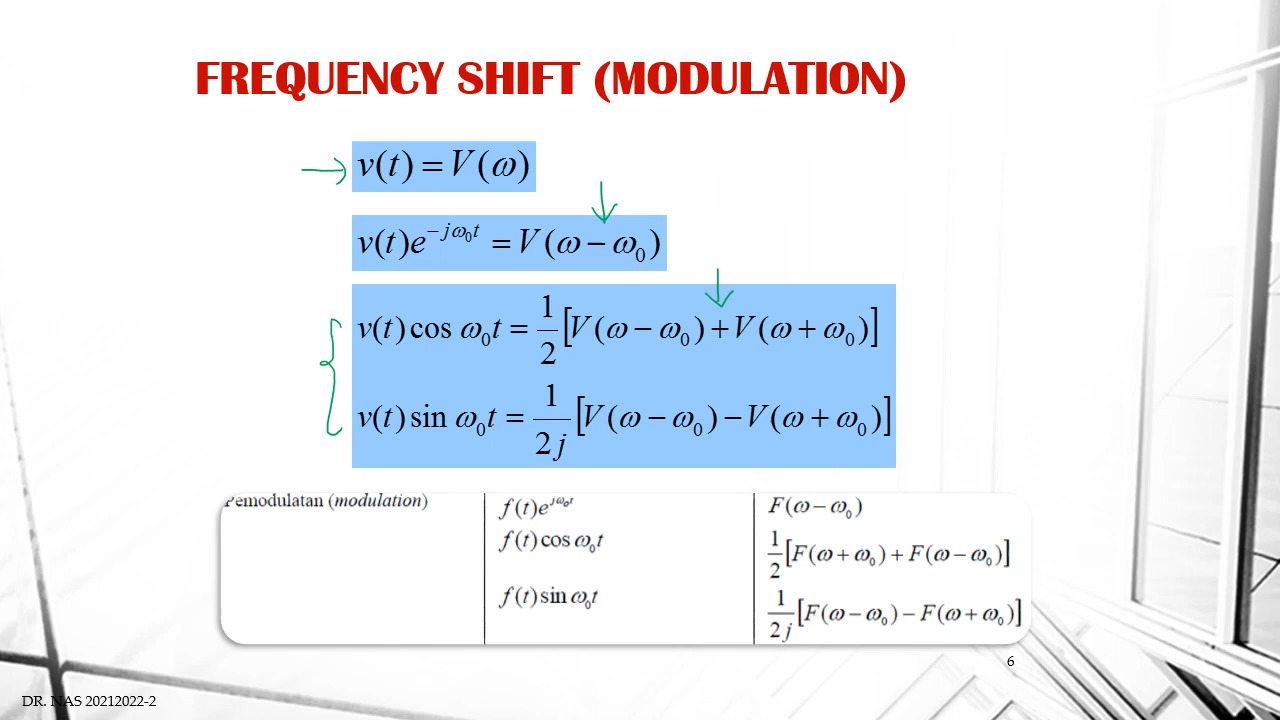 FREQUENCY SHIFT (MODULATION)
v(t) = V(ω)
v(t)e^{−jω₀t} = V(ω − ω₀)
v(t) cos ω₀t = 1/2 [V(ω − ω₀) + V(ω + ω₀)]
v(t) sin ω₀t = 1/2j [V(ω − ω₀) − V(ω + ω₀)]
Pemodulatan (modulation) f(t)e^{jω₀t} F(ω − ω₀)
f(t) cos ω₀t 1/2 [F(ω + ω₀) + F(ω − ω₀)]
f(t) sin ω₀t 1/2j [F(ω − ω₀) − F(ω + ω₀)]
6
DR. NAS 20212022-2